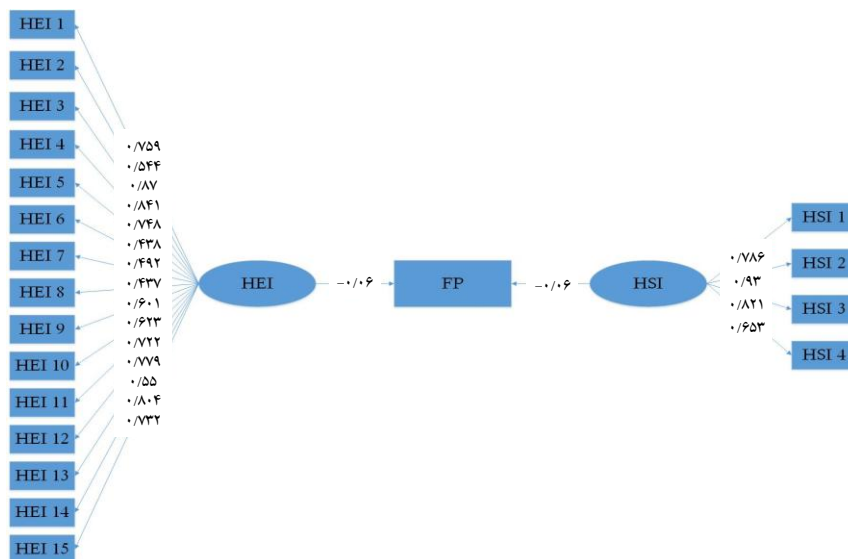 HEI 1
HEI 2
HEI 3
HEI 4
HEI 5
HEI 6
HEI 7
HEI 8
HEI 9
HEI 10
HEI 11
HEI 12
HEI 13
HEI 14
HEI 15
۰/۷۵۹
۰/۵۴۴
۰/۸۷
۰/۸۴۱
۰/۷۴۸
۰/۴۳۸
۰/۴۹۲
۰/۴۳۷
۰/۶۰۱
۰/۶۲۳
۰/۷۲۲
۰/۷۷۹
۰/۵۵
۰/۸۰۴
۰/۷۳۲
HEI
-۰/۰۶
FP
-۰/۰۶
HSI
۰/۷۸۶
۰/۹۳
۰/۸۲۱
۰/۶۵۳
HSI 1
HSI 2
HSI 3
HSI 4